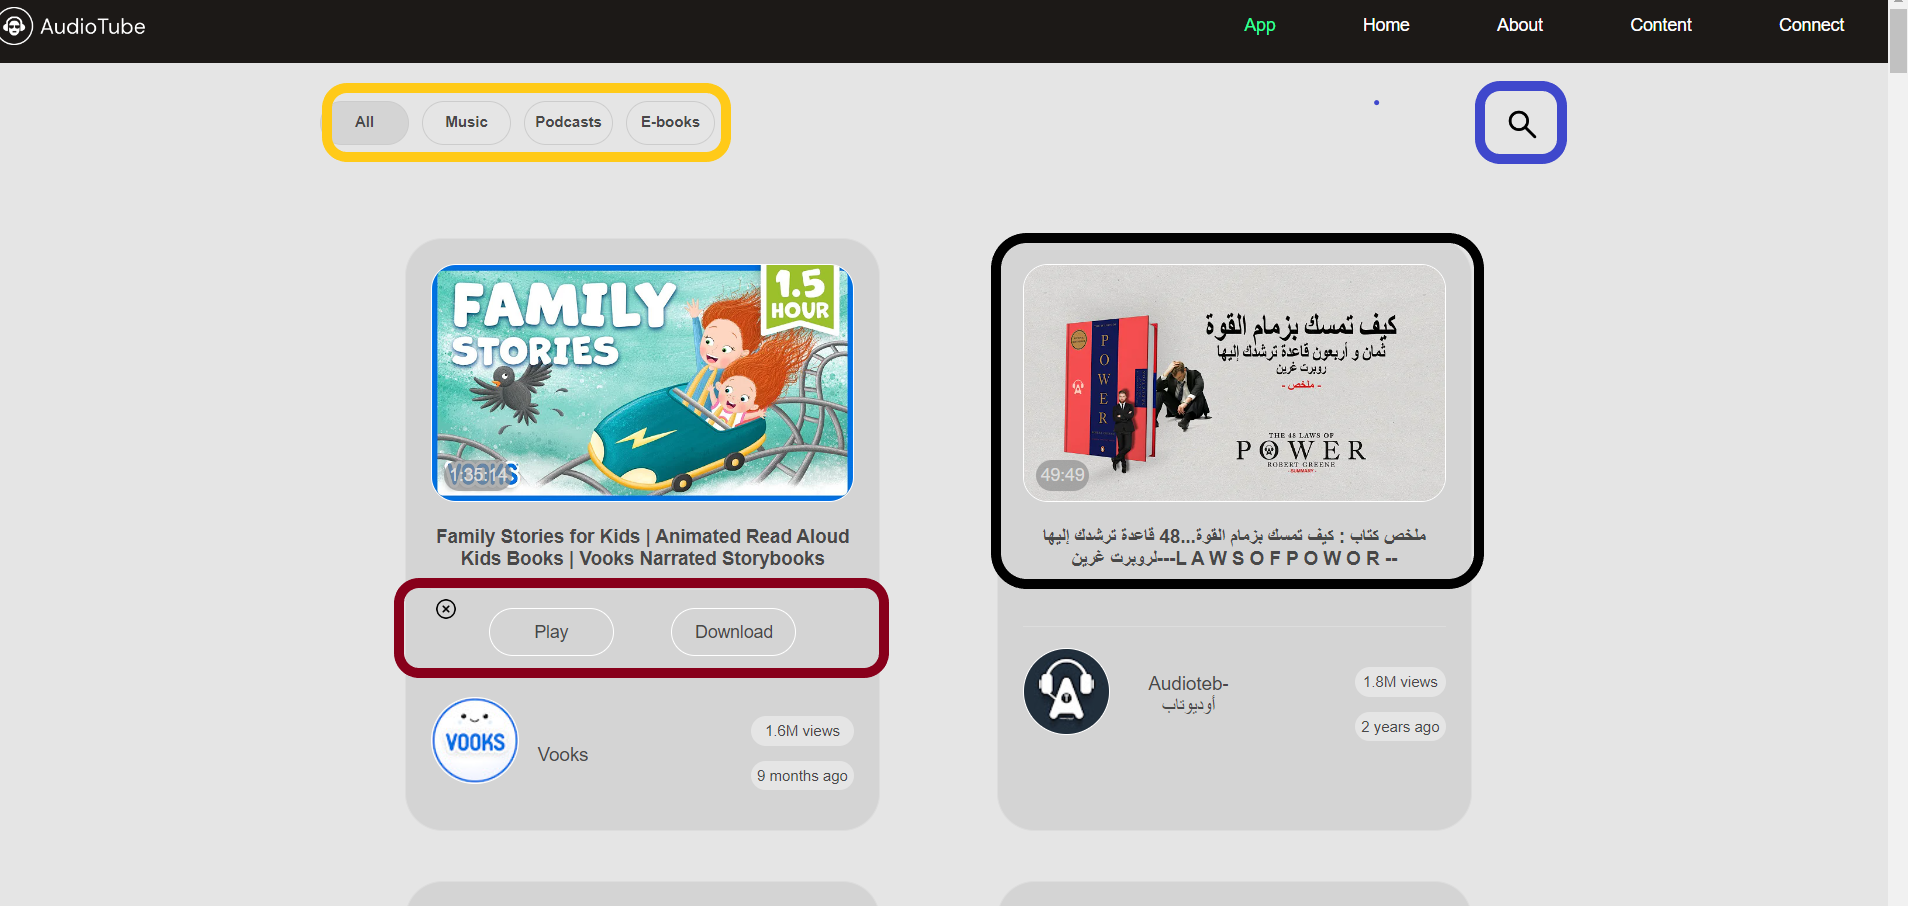 AudioTube
App
Home
About
Content
Connect
All
Music
Podcasts
E-books
FAMILY
STORIES
1.5
HOUR
VOOKS
1:35:14
Family Stories for Kids | Animated Read Aloud
Kids Books | Vooks Narrated Storybooks
Play
Download
VOOKS
Vooks
1.6M views
9 months ago
كيف تمسك بزمام القوة
ثمان و أربعون قاعدة ترشدك إليها
روبرت غرين
- ملخص -
POWER
THE 48 LAWS OF
POWER
ROBERT GREENE
- SUMMARY -
49:49
ملخص كتاب : كيف تمسك بزمام القوة...48 قاعدة ترشدك إليها
لروبرت غرين---L A W S O F P O W O R --
Audioteb-
أوديوتاب
1.8M views
2 years ago